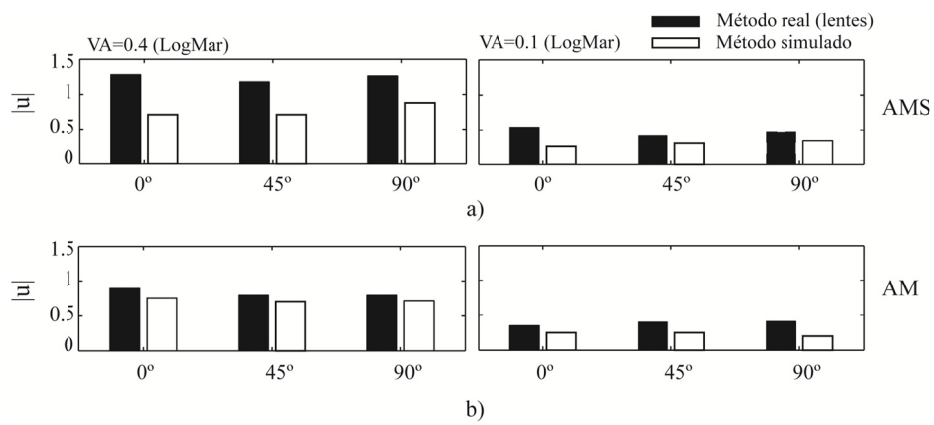 Método real (lentes)
Método simulado
VA=0.4 (LogMar)
VA=0.1 (LogMar)
1.5
1
0.5
0
|u|
0º 45º 90º
0º 45º 90º
AMS
a)
1.5
1
0.5
0
|u|
0º 45º 90º
0º 45º 90º
AM
b)